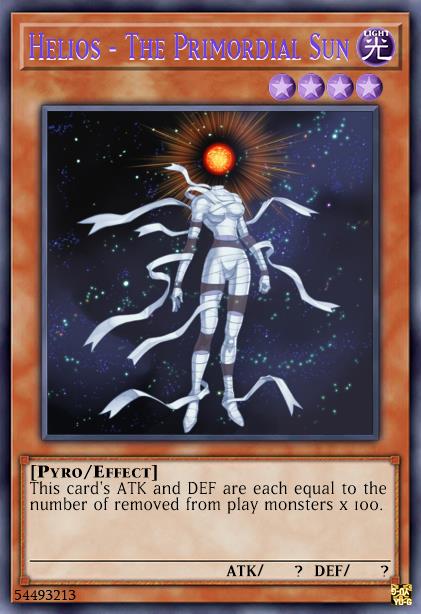 Helios - The Primordial Sun
LIGHT
光
[Pyro/Effect]
This card's ATK and DEF are each equal to the
number of removed from play monsters x 100.
ATK/ ? DEF/ ?
54493213